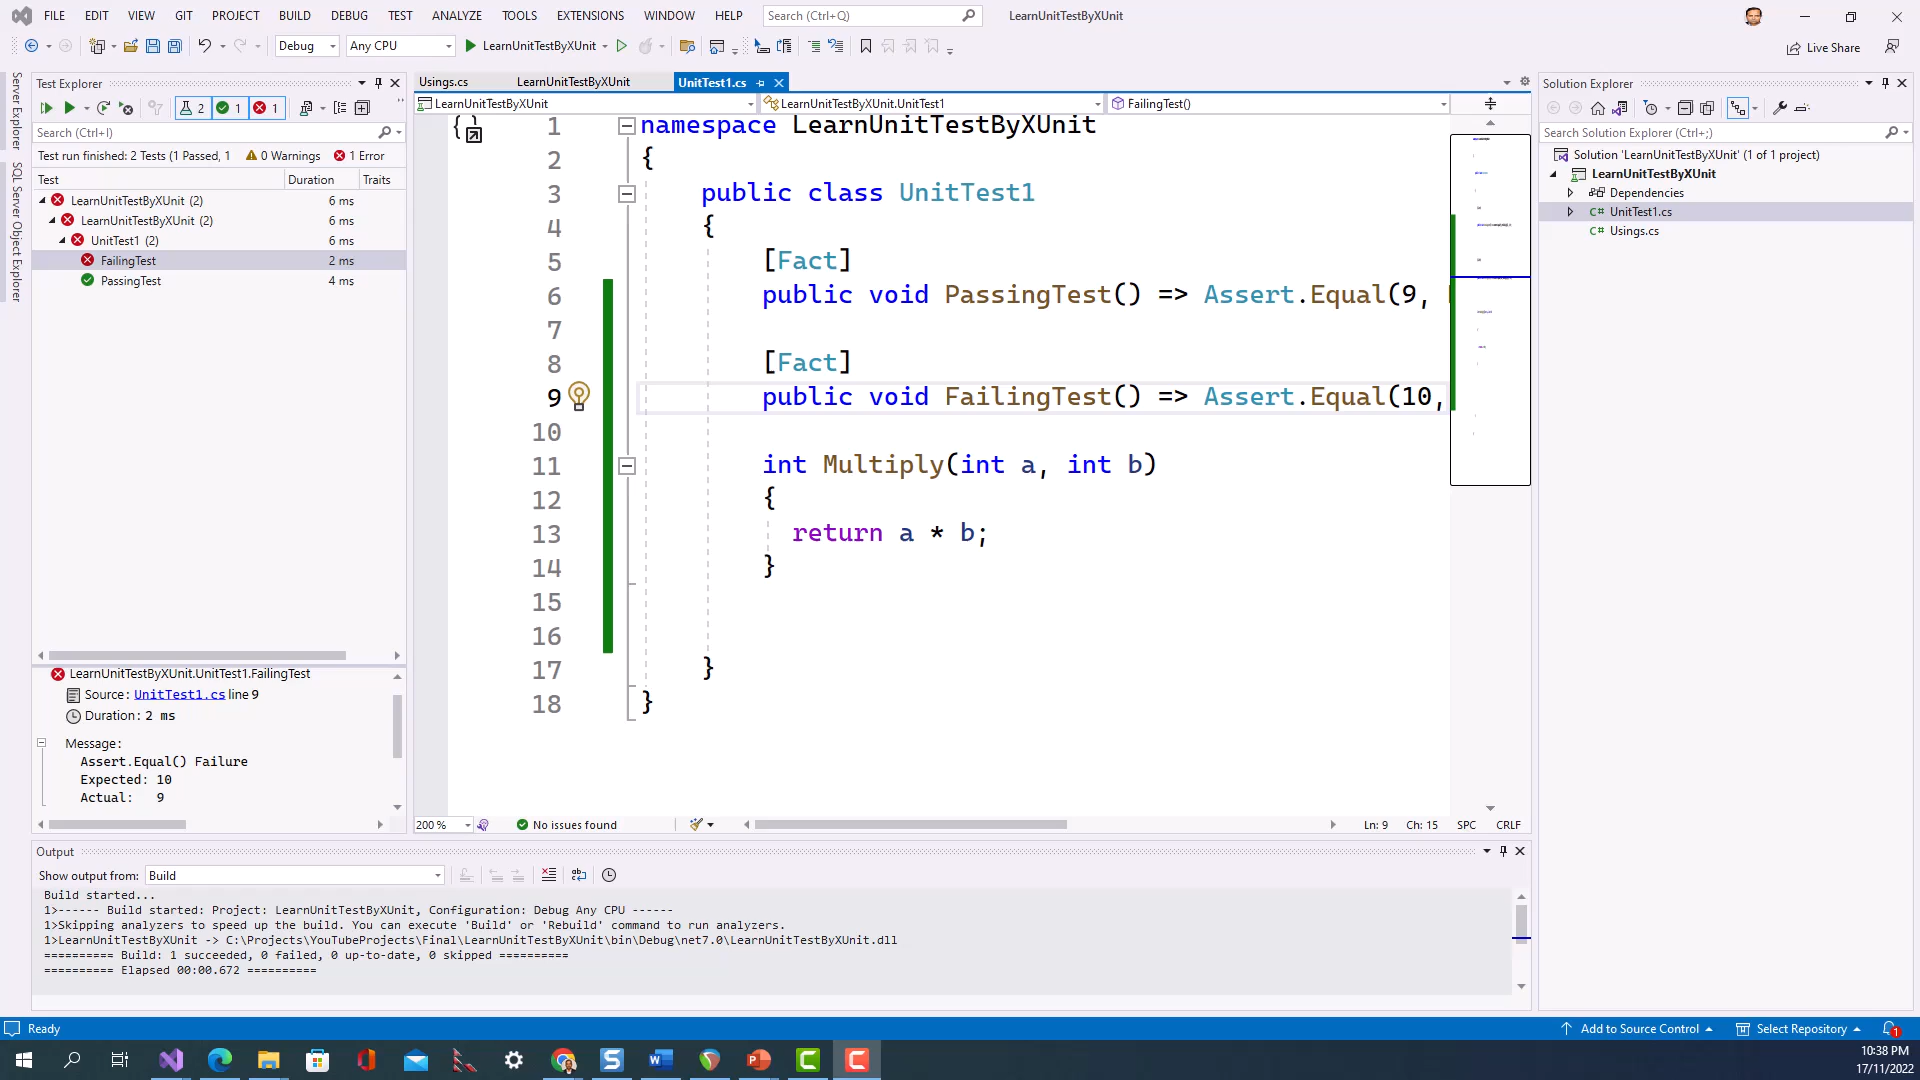 FILE EDIT VIEW GIT PROJECT BUILD DEBUG TEST ANALYZE TOOLS EXTENSIONS WINDOW HELP Search (Ctrl+Q) LearnUnitTestByXUnit
Debug Any CPU LearnUnitTestByXUnit Live Share
Server Explorer
SQL Server Object Explorer
Test Explorer
2 1 1
Search (Ctrl+I)
Test run finished: 2 Tests (1 Passed, 1 0 Warnings 1 Error
Test Duration Traits
LearnUnitTestByXUnit (2) 6 ms
LearnUnitTestByXUnit (2) 6 ms
UnitTest1 (2) 6 ms
FailingTest 2 ms
PassingTest 4 ms
LearnUnitTestByXUnit.UnitTest1.FailingTest
Source: UnitTest1.cs line 9
Duration: 2 ms
Message:
Assert.Equal() Failure
Expected: 10
Actual: 9
Usings.cs LearnUnitTestByXUnit UnitTest1.cs
LearnUnitTestByXUnit LearnUnitTestByXUnit.UnitTest1 FailingTest()
1 namespace LearnUnitTestByXUnit
2 {
3 public class UnitTest1
4 {
5 [Fact]
6 public void PassingTest() => Assert.Equal(9,
7
8 [Fact]
9 public void FailingTest() => Assert.Equal(10,
10
11 int Multiply(int a, int b)
12 {
13 return a * b;
14 }
15
16
17 }
18 }
200 % No issues found Ln: 9 Ch: 15 SPC CRLF
Solution Explorer
Search Solution Explorer (Ctrl+;)
Solution 'LearnUnitTestByXUnit' (1 of 1 project)
LearnUnitTestByXUnit
Dependencies
C# UnitTest1.cs
C# Usings.cs
Output
Show output from: Build
Build started...
1>------ Build started: Project: LearnUnitTestByXUnit, Configuration: Debug Any CPU ------
1>Skipping analyzers to speed up the build. You can execute 'Build' or 'Rebuild' command to run analyzers.
1>LearnUnitTestByXUnit -> C:\Projects\YouTubeProjects\Final\LearnUnitTestByXUnit\bin\Debug\net7.0\LearnUnitTestByXUnit.dll
========== Build: 1 succeeded, 0 failed, 0 up-to-date, 0 skipped ==========
========== Elapsed 00:00.672 ==========
Ready Add to Source Control Select Repository 1
10:38 PM
17/11/2022